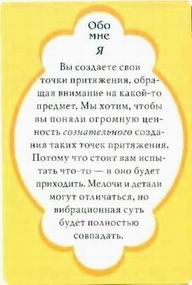 Обо
мне
Я
Вы создаете свои
точки притяжения, обра-
щая внимание на какой-то
предмет. Мы хотим, чтобы
вы поняли огромную цен-
ность сознательного созда-
ния таких точек притяжения.
Потому что стоит вам испы-
тать что-то — и оно будет
приходить. Мелочи и детали
могут отличаться, но
вибрационная суть
будет полностью
совпадать.